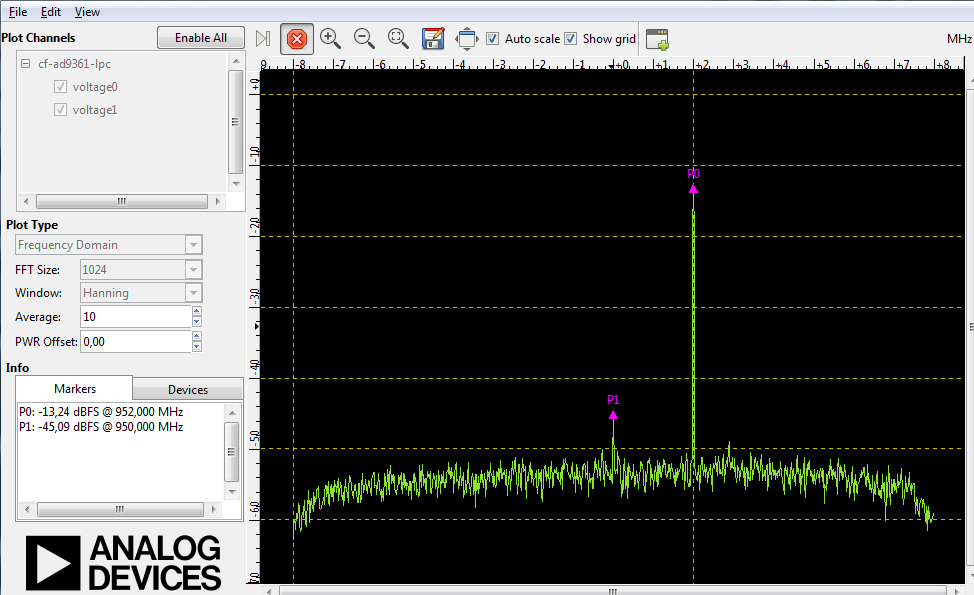 File Edit View
Plot Channels
Enable All
Auto scale
Show grid
MHz
cf-ad9361-lpc
voltage0
voltage1
Plot Type
Frequency Domain
FFT Size:
1024
Window:
Hanning
Average:
10
PWR Offset:
0,00
Info
Markers
Devices
P0: -13,24 dBFS @ 952,000 MHz
P1: -45,09 dBFS @ 950,000 MHz
ANALOG
DEVICES
9 -8 -7 -6 -5 -4 -3 -2 -1 +0 +1 +2 +3 +4 +5 +6 +7 +8
+0
-10
-20
-30
-40
-50
-60
P0
P1